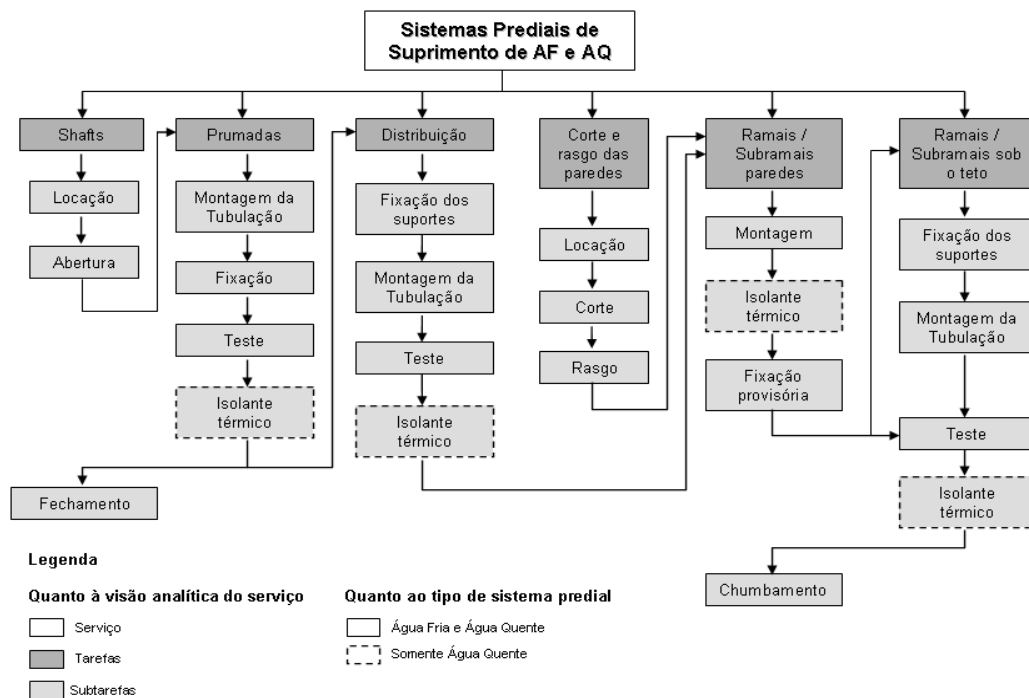 Sistemas Prediais de
Suprimento de AF e AQ
Shafts
Prumadas
Distribuição
Corte e
rasgo das
paredes
Ramais /
Subramais
paredes
Ramais /
Subramais sob
o teto
Locação
Abertura
Montagem da
Tubulação
Fixação
Teste
Isolante
térmico
Fechamento
Fixação dos
suportes
Montagem da
Tubulação
Teste
Isolante
térmico
Locação
Corte
Rasgo
Montagem
Isolante
térmico
Fixação
provisória
Fixação dos
suportes
Montagem da
Tubulação
Teste
Isolante
térmico
Chumbamento
Legenda
Quanto à visão analítica do serviço
Serviço
Tarefas
Subtarefas
Quanto ao tipo de sistema predial
Água Fria e Água Quente
Somente Água Quente